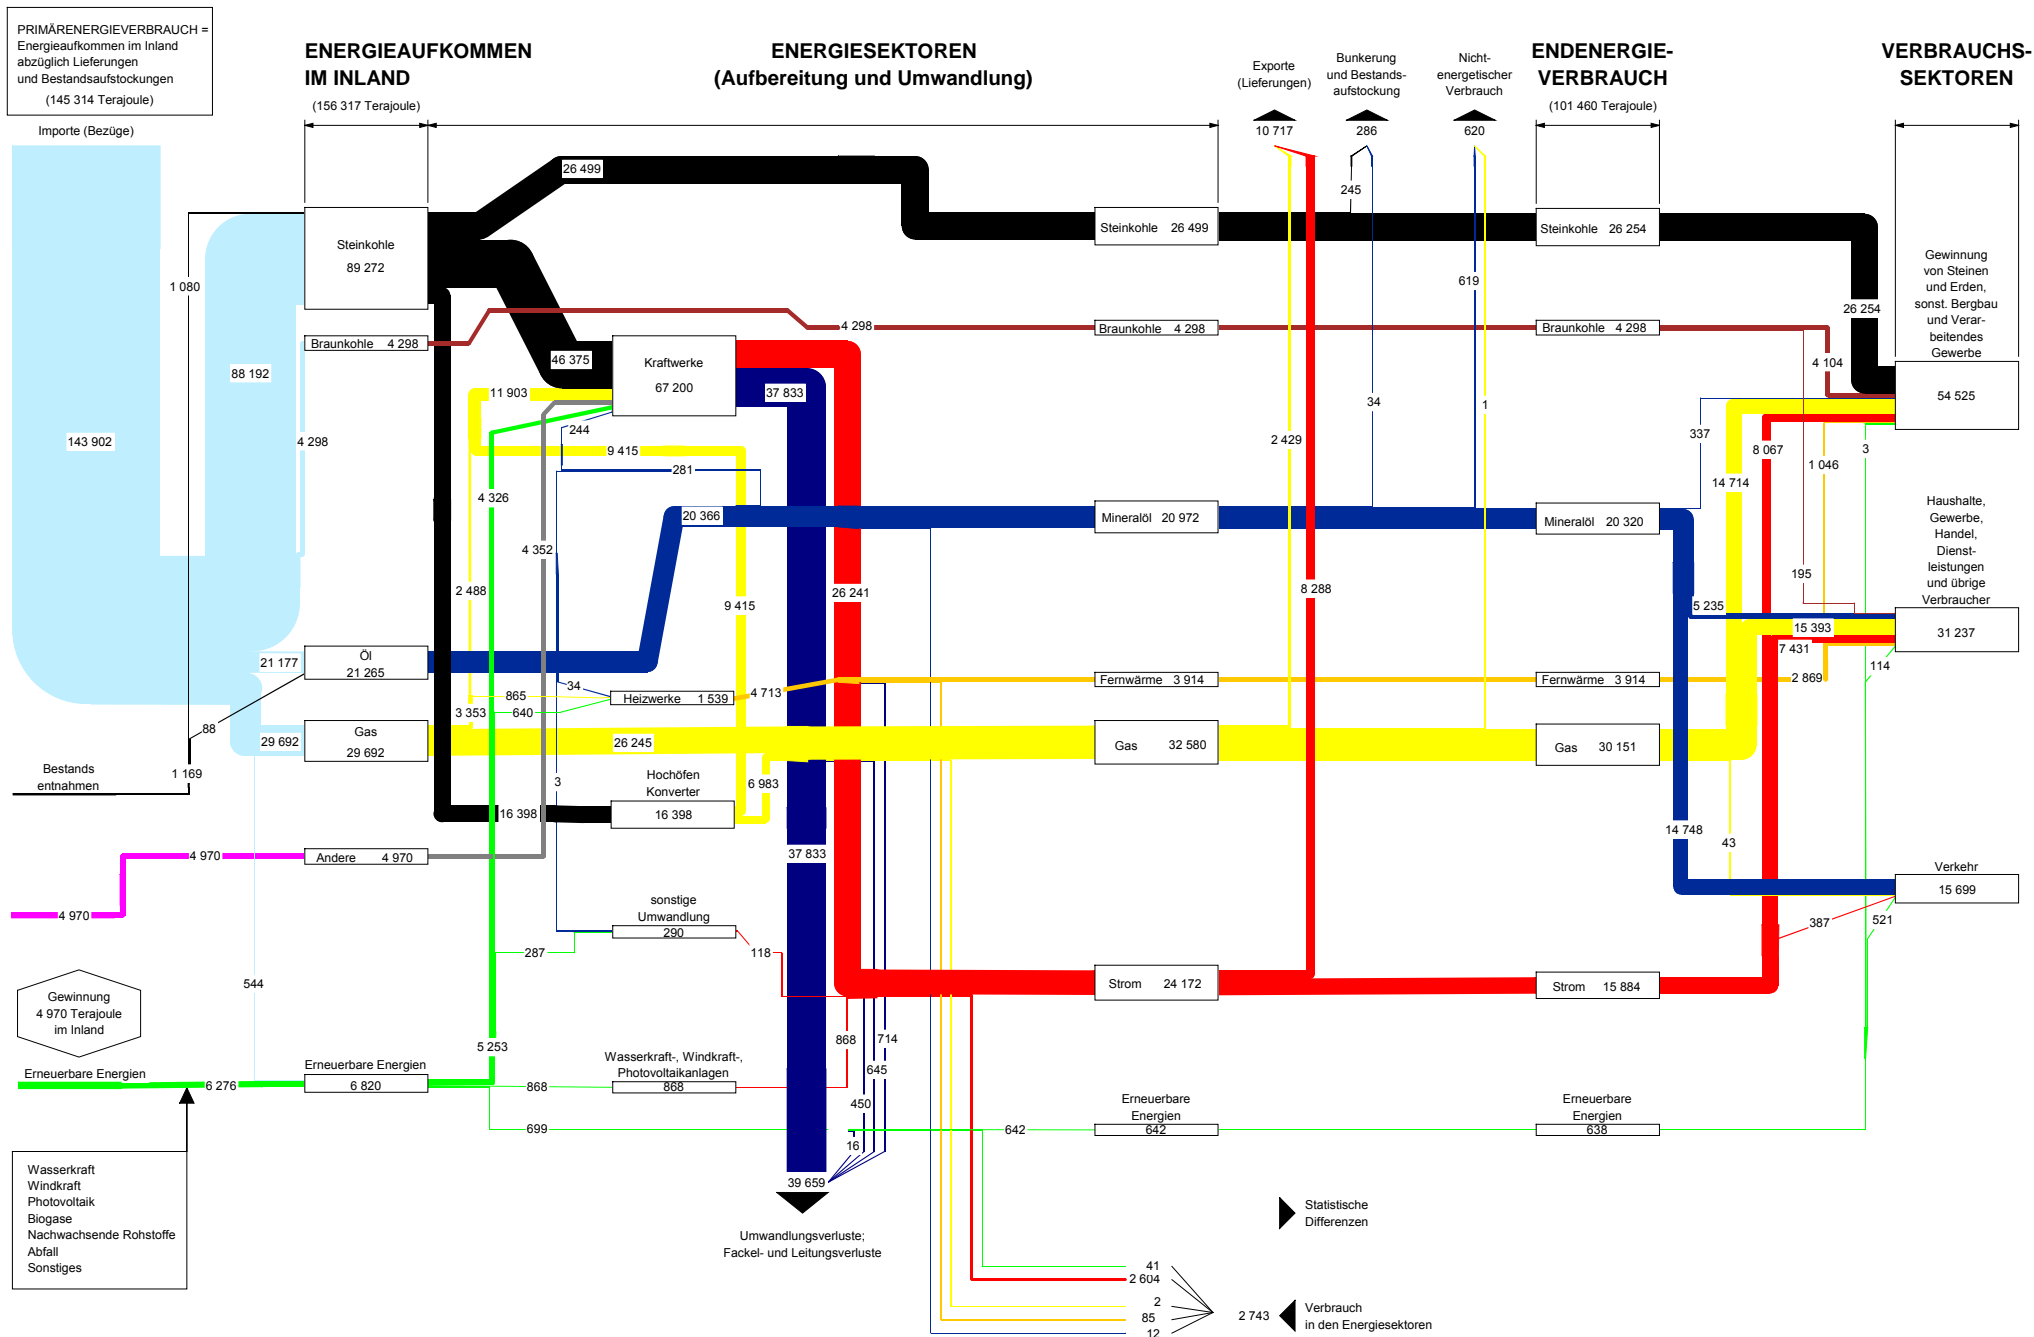 PRIMÄRENERGIEVERBRAUCH =
Energieaufkommen im Inland
abzüglich Lieferungen
und Bestandsaufstockungen
(145 314 Terajoule)
Importe (Bezüge)
ENERGIEAUFKOMMEN
IM INLAND
(156 317 Terajoule)
ENERGIESEKTOREN
(Aufbereitung und Umwandlung)
Exporte
(Lieferungen)
10 717
Bunkerung
und Bestands-
aufstockung
286
Nicht-
energetischer
Verbrauch
620
ENDENERGIE-
VERBRAUCH
(101 460 Terajoule)
VERBRAUCHS-
SEKTOREN
26 499
245
Steinkohle
89 272
Steinkohle 26 499
Steinkohle 26 254
1 080
619
26 254
Gewinnung
von Steinen
und Erden,
sonst. Bergbau
und Verar-
beitendes
Gewerbe
54 525
Braunkohle 4 298
4 298
Braunkohle 4 298
Braunkohle 4 298
4 104
88 192
46 375
Kraftwerke
67 200
37 833
11 903
244
34
1
143 902
4 298
9 415
281
2 429
337
8 067
3
14 714
1 046
4 326
20 366
Mineralöl 20 972
Mineralöl 20 320
Haushalte,
Gewerbe,
Handel,
Dienst-
leistungen
und übrige
Verbraucher
31 237
4 352
2 488
9 415
26 241
8 288
195
5 235
15 393
7 431
114
21 177
Öl
21 265
34
865
3 353
640
Heizwerke 1 539
4 713
Fernwärme 3 914
Fernwärme 3 914
2 869
88
29 692
Gas
29 692
26 245
Gas 32 580
Gas 30 151
Bestands
entnahmen
1 169
3
Hochöfen
Konverter
16 398
6 983
16 398
14 748
43
4 970
Andere 4 970
37 833
Verkehr
15 699
4 970
sonstige
Umwandlung
290
118
287
387
521
Gewinnung
4 970 Terajoule
im Inland
544
Strom 24 172
Strom 15 884
5 253
868
714
645
450
Erneuerbare Energien
6 276
Erneuerbare Energien
6 820
868
Wasserkraft-, Windkraft-,
Photovoltaikanlagen
868
699
16
642
Erneuerbare
Energien
642
Erneuerbare
Energien
638
Wasserkraft
Windkraft
Photovoltaik
Biogase
Nachwachsende Rohstoffe
Abfall
Sonstiges
39 659
Umwandlungsverluste;
Fackel- und Leitungsverluste
Statistische
Differenzen
41
2 604
2
85
12
2 743
Verbrauch
in den Energiesektoren